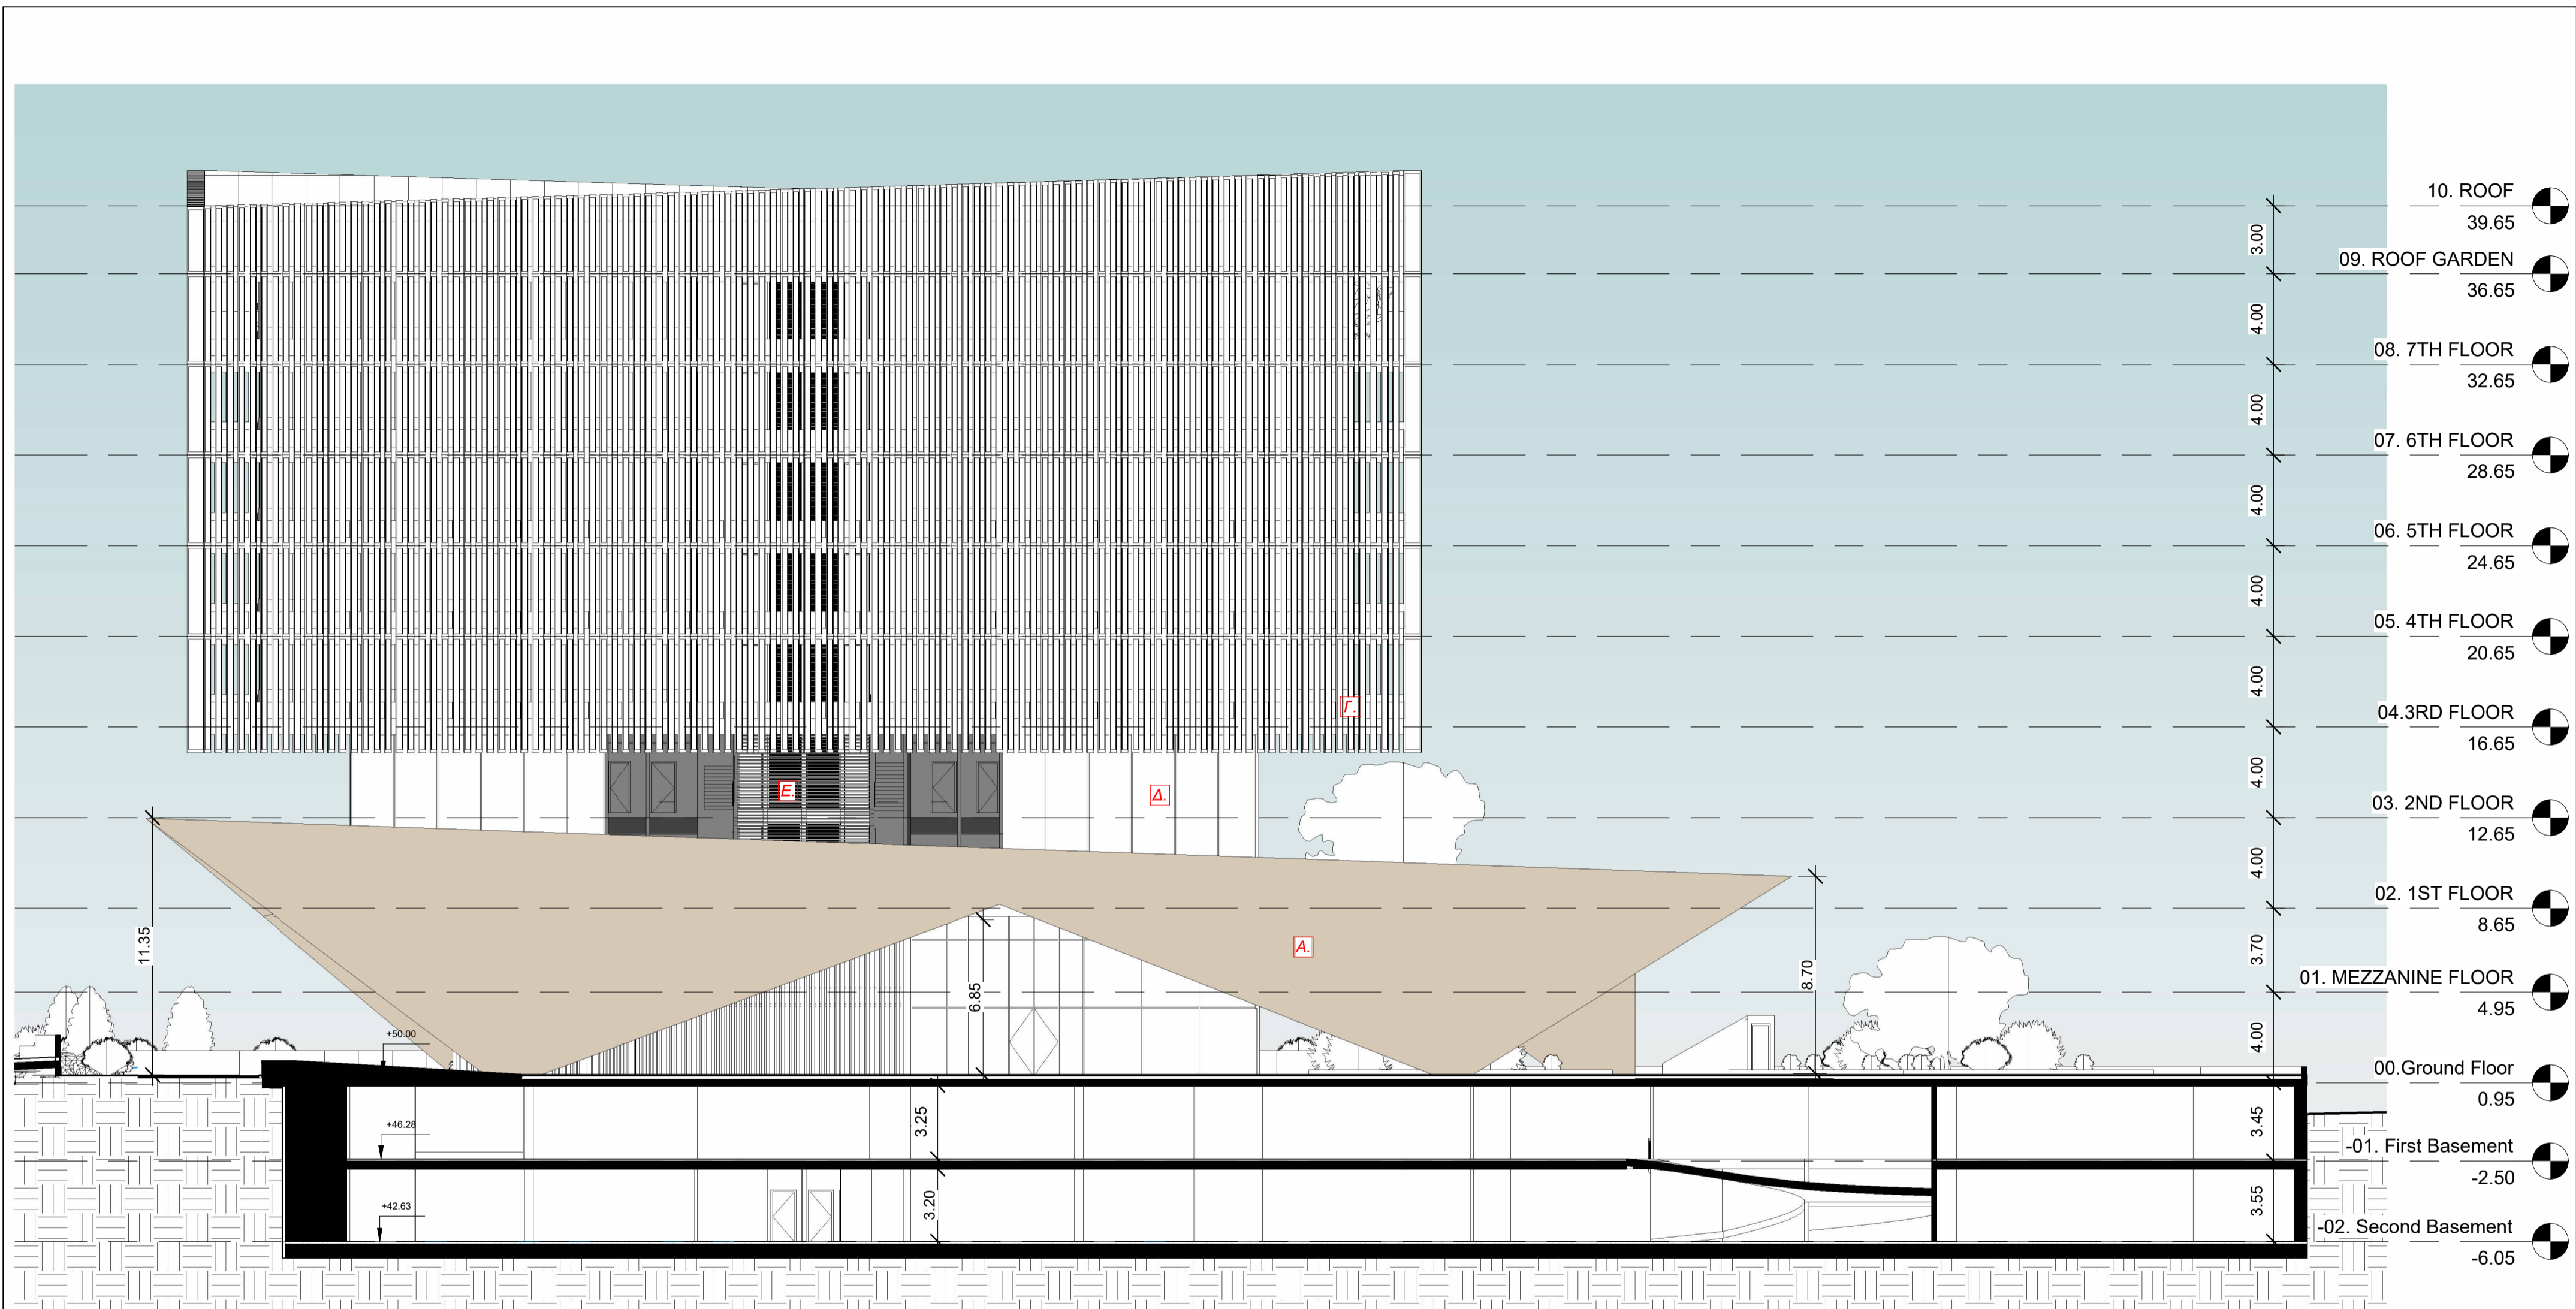 10. ROOF
39.65
3.00
09. ROOF GARDEN
36.65
4.00
08. 7TH FLOOR
32.65
4.00
07. 6TH FLOOR
28.65
4.00
06. 5TH FLOOR
24.65
4.00
05. 4TH FLOOR
20.65
4.00
Γ.
04.3RD FLOOR
16.65
4.00
E.
Δ.
03. 2ND FLOOR
12.65
4.00
02. 1ST FLOOR
8.65
11.35
A.
3.70
8.70
6.85
01. MEZZANINE FLOOR
4.95
+50.00
4.00
00.Ground Floor
0.95
+46.28
3.25
3.45
-01. First Basement
-2.50
+42.63
3.20
3.55
-02. Second Basement
-6.05